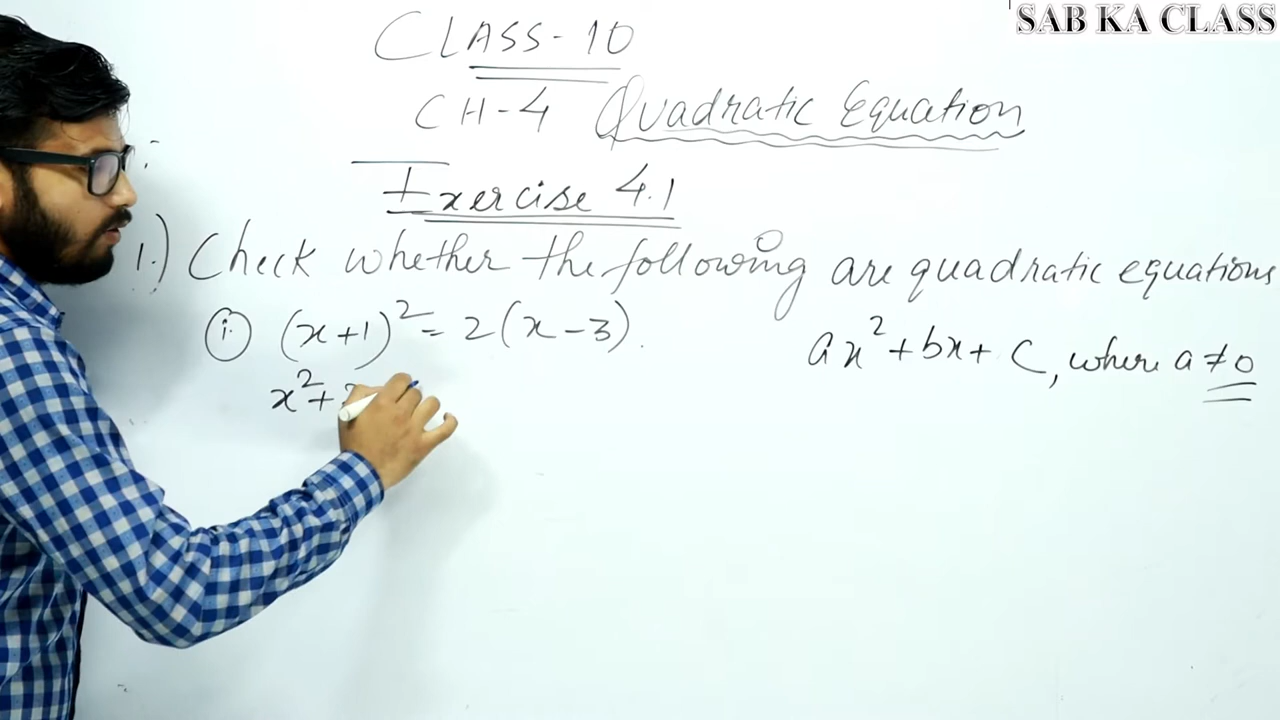 SAB KA CLASS
CLASS-10
CH-4 Quadratic Equation
Exercise 4.1
1.) Check whether the following are quadratic equations
(i.) (x+1)² = 2(x-3).
ax² + bx + C, where a ≠ 0
x² +